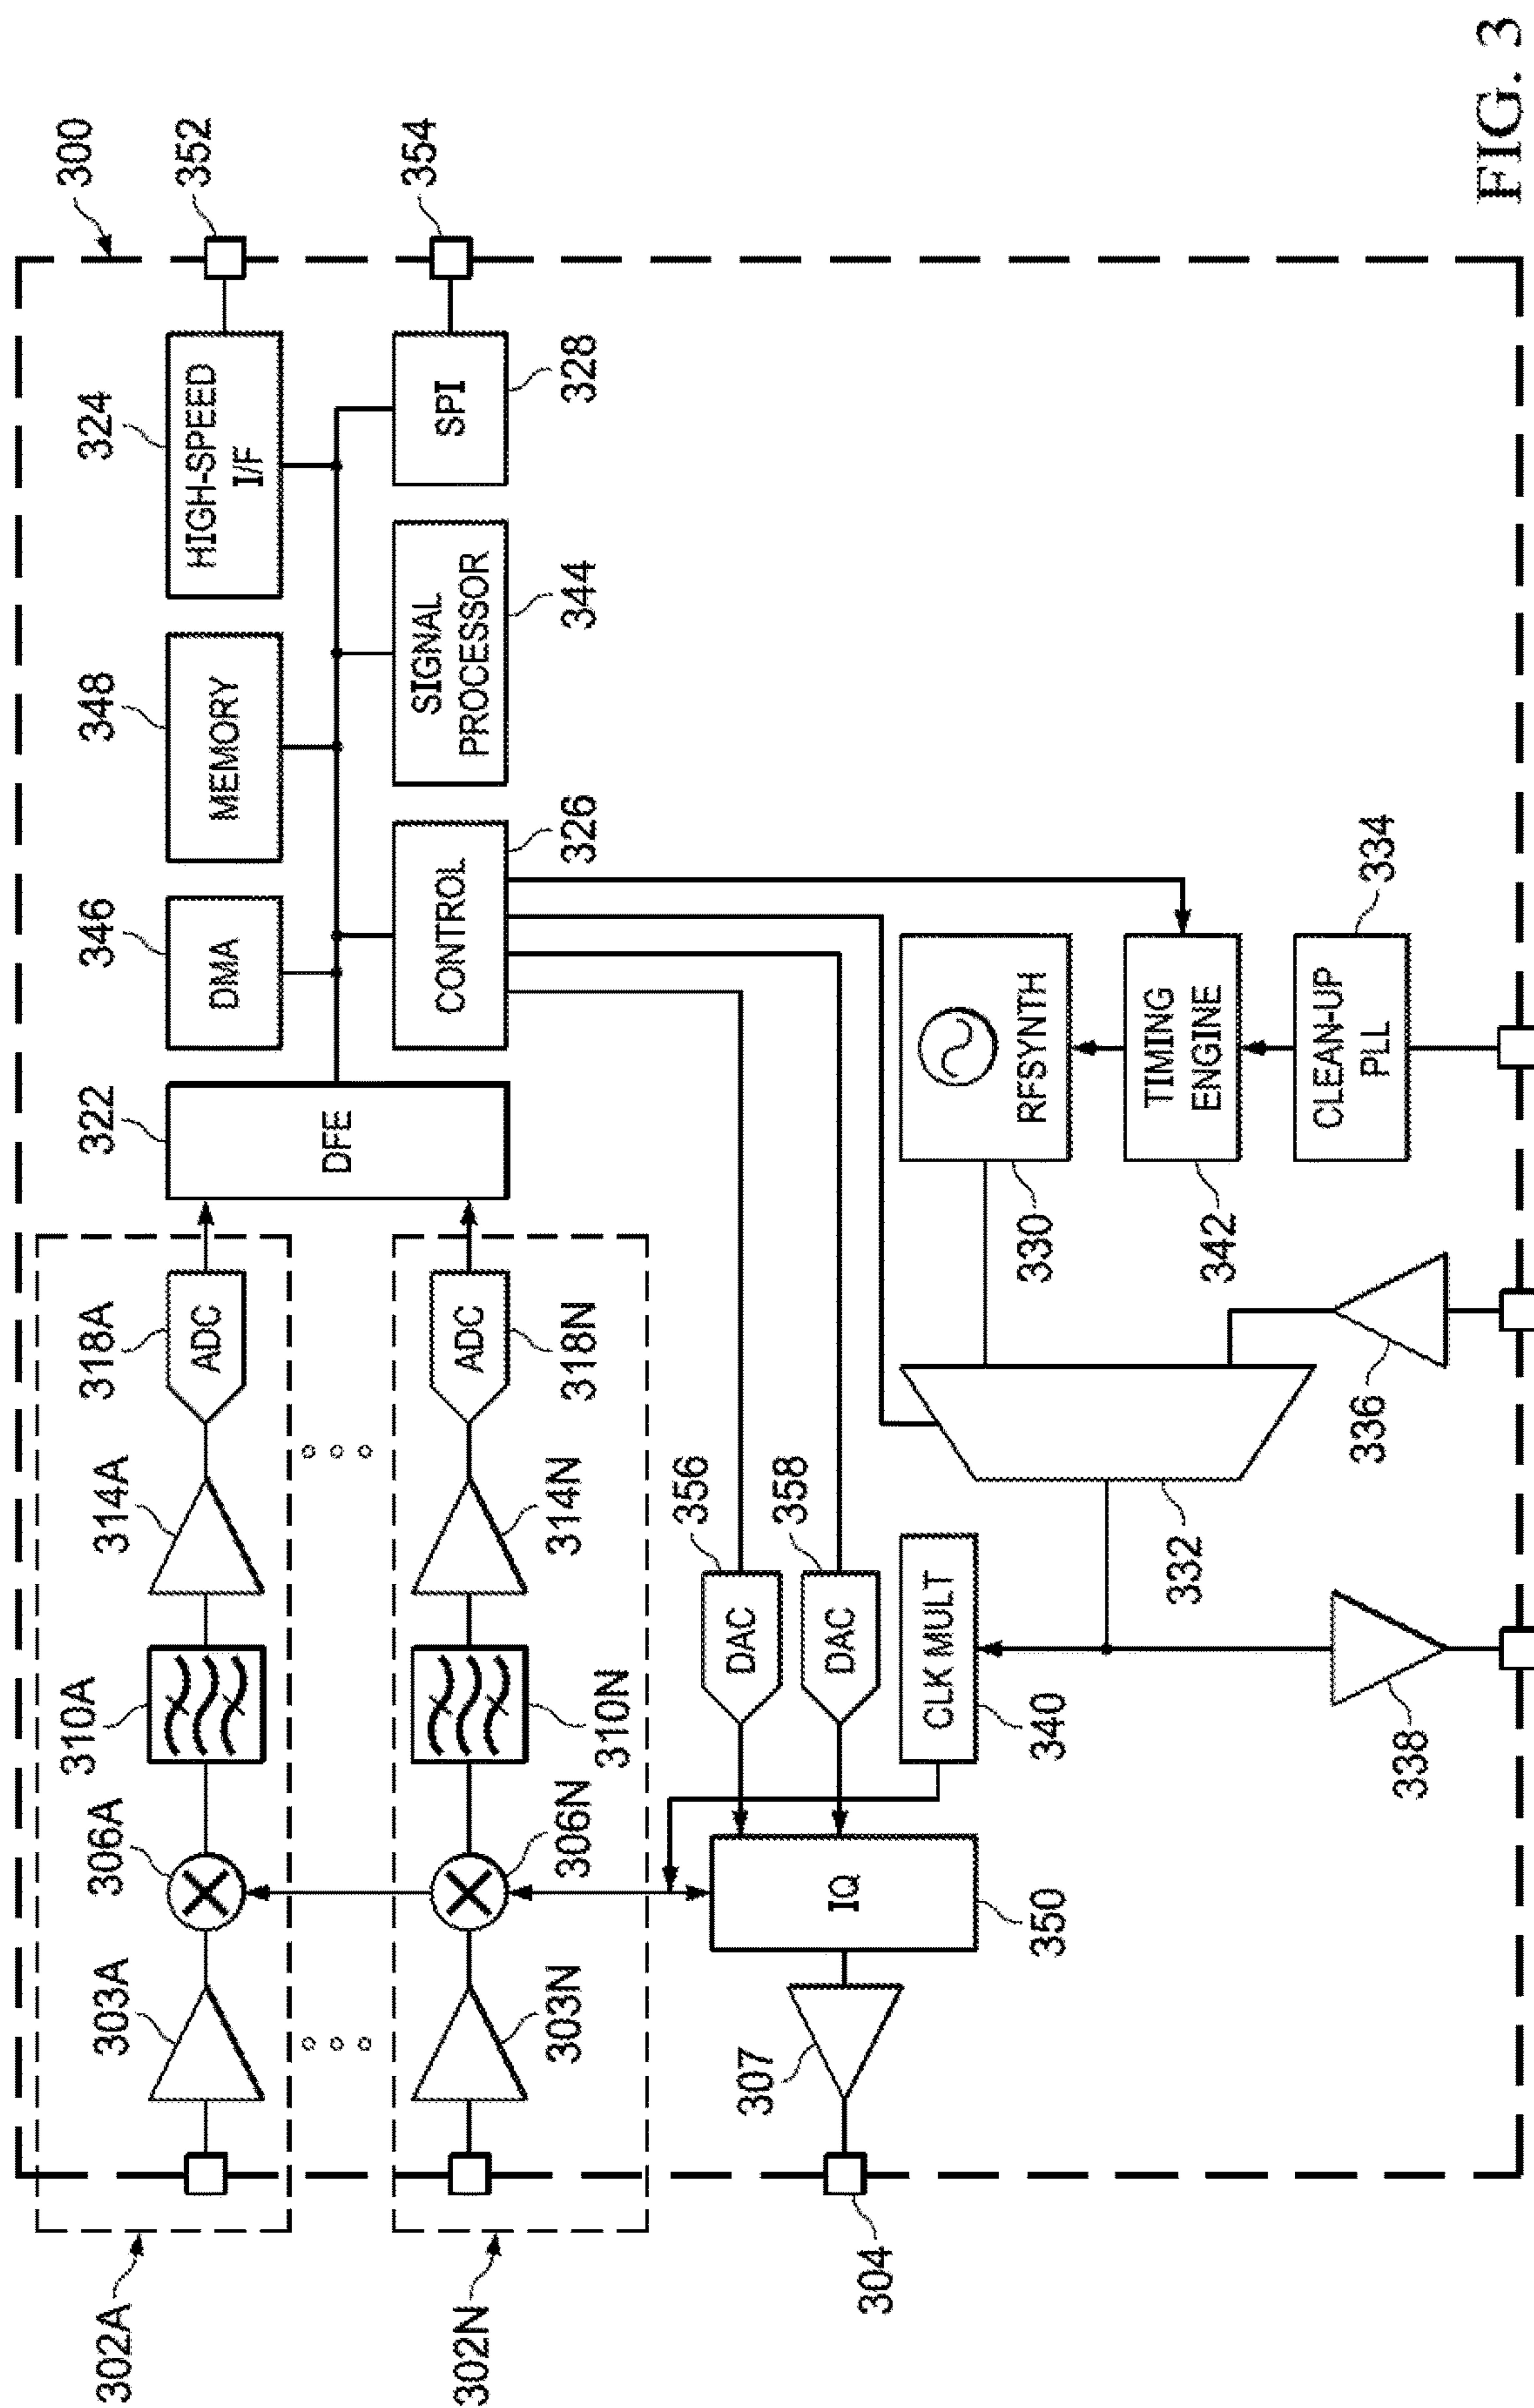 300
352
354
324
HIGH-SPEED
I/F
348
MEMORY
346
DMA
322
DFE
SPI
328
SIGNAL
PROCESSOR
344
CONTROL
326
318A
ADC
314A
310A
306A
303A
302A
318N
ADC
314N
310N
306N
303N
302N
356
DAC
358
DAC
CLK MULT
340
IQ
350
307
304
RFSYNTH
330
TIMING
ENGINE
342
CLEAN-UP
PLL
334
332
336
338
FIG. 3